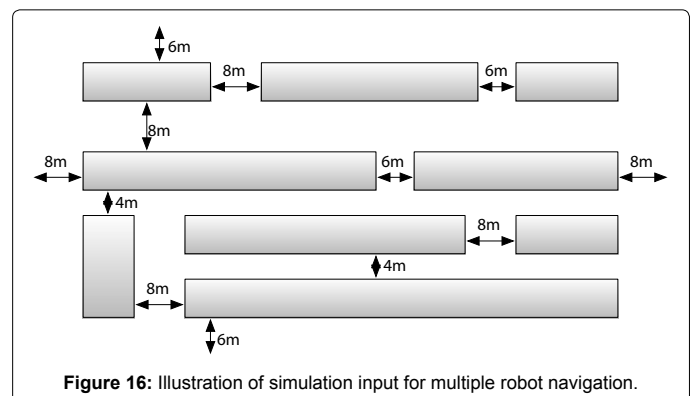 6m
8m
6m
8m
8m
6m
8m
4m
8m
4m
8m
6m
Figure 16: Illustration of simulation input for multiple robot navigation.